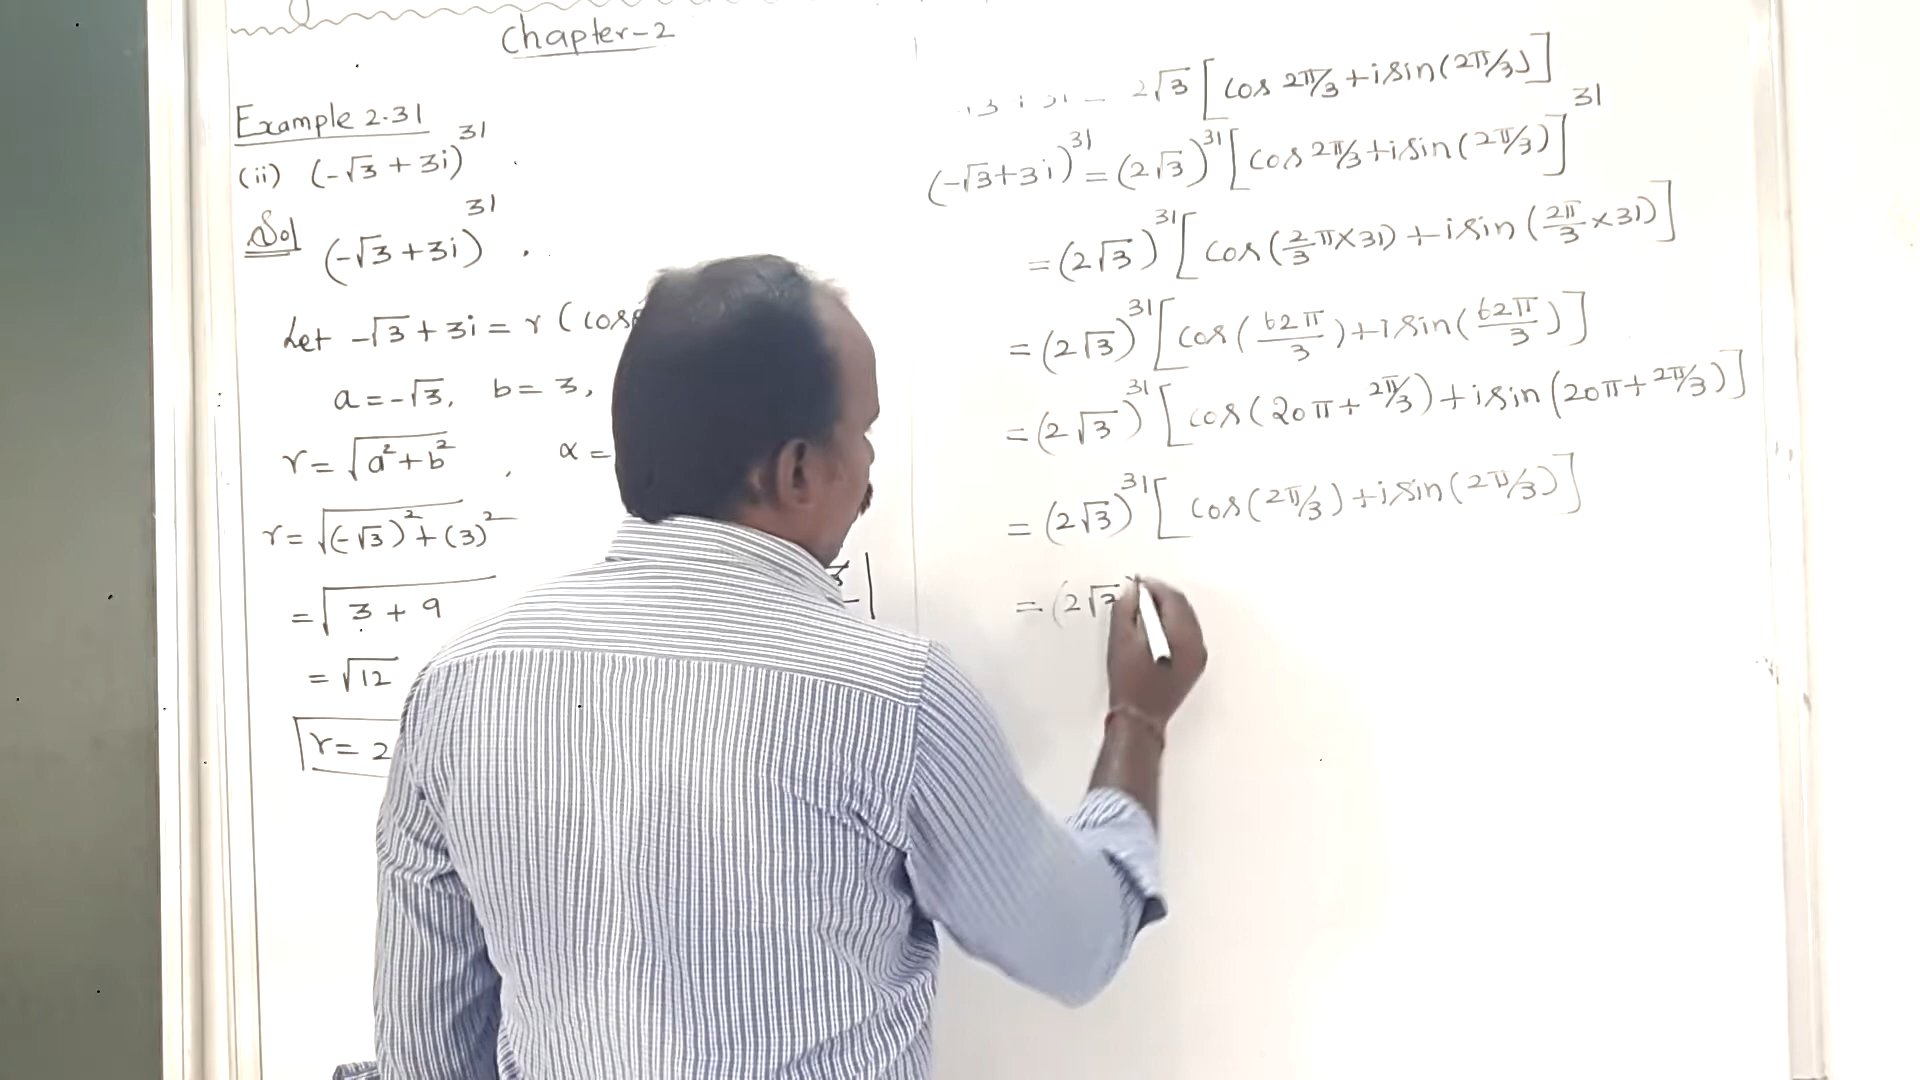 Chapter-2
Example 2.31
(ii) (-√3 + 3i)^31
Sol (-√3 + 3i)^31
Let -√3 + 3i = r (cos
a = -√3, b = 3,
r = √(a² + b²) , α =
r = √((-√3)² + (3)²)
= √(3 + 9)
= √12
r = 2
2√3 [cos 2π/3 + i sin (2π/3)]
(-√3 + 3i)^31 = (2√3)^31 [cos 2π/3 + i sin (2π/3)]^31
= (2√3)^31 [cos (2/3 π × 31) + i sin (2π/3 × 31)]
= (2√3)^31 [cos (62π/3) + i sin (62π/3)]
= (2√3)^31 [cos (20π + 2π/3) + i sin (20π + 2π/3)]
= (2√3)^31 [cos (2π/3) + i sin (2π/3)]
= (2√3)